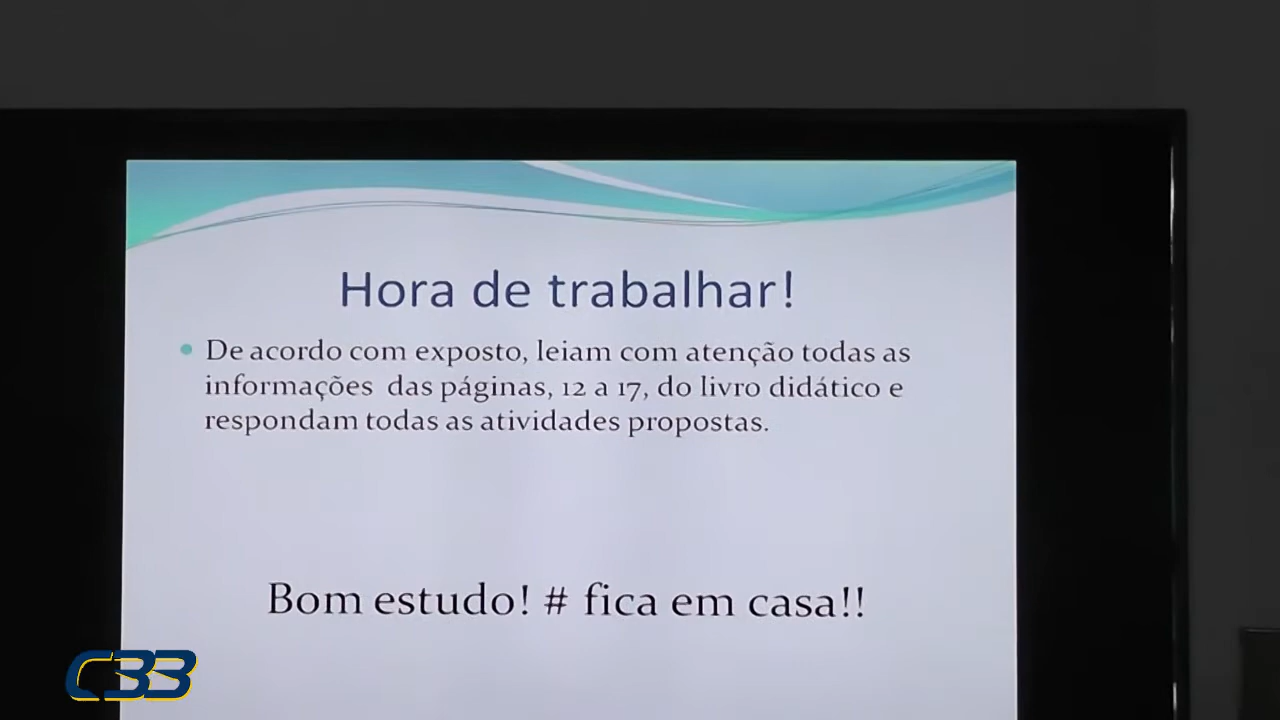 Hora de trabalhar!
De acordo com exposto, leiam com atenção todas as
informações das páginas, 12 a 17, do livro didático e
respondam todas as atividades propostas.
Bom estudo! # fica em casa!!
C33